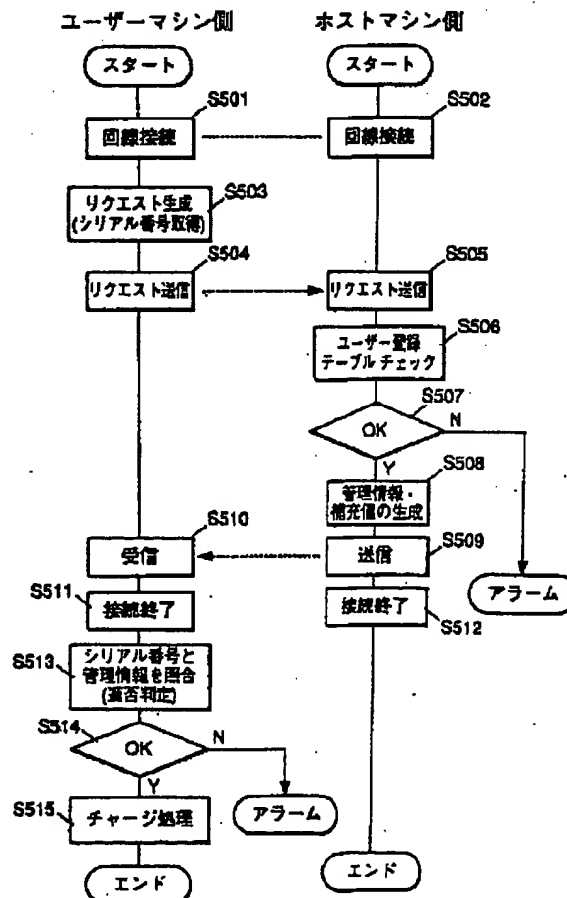 ユーザーマシン側
ホストマシン側
スタート
スタート
S501
S502
回線接続
回線接続
S503
リクエスト生成
(シリアル番号取得)
S504
S505
リクエスト送信
リクエスト送信
S506
ユーザー登録
テーブルチェック
S507
OK
N
Y
S508
管理情報・
補充値の生成
S510
受信
送信
S509
アラーム
S511
接続終了
接続終了
S512
S513
シリアル番号と
管理情報を照合
(適否判定)
S514
OK
N
Y
S515
チャージ処理
アラーム
エンド
エンド